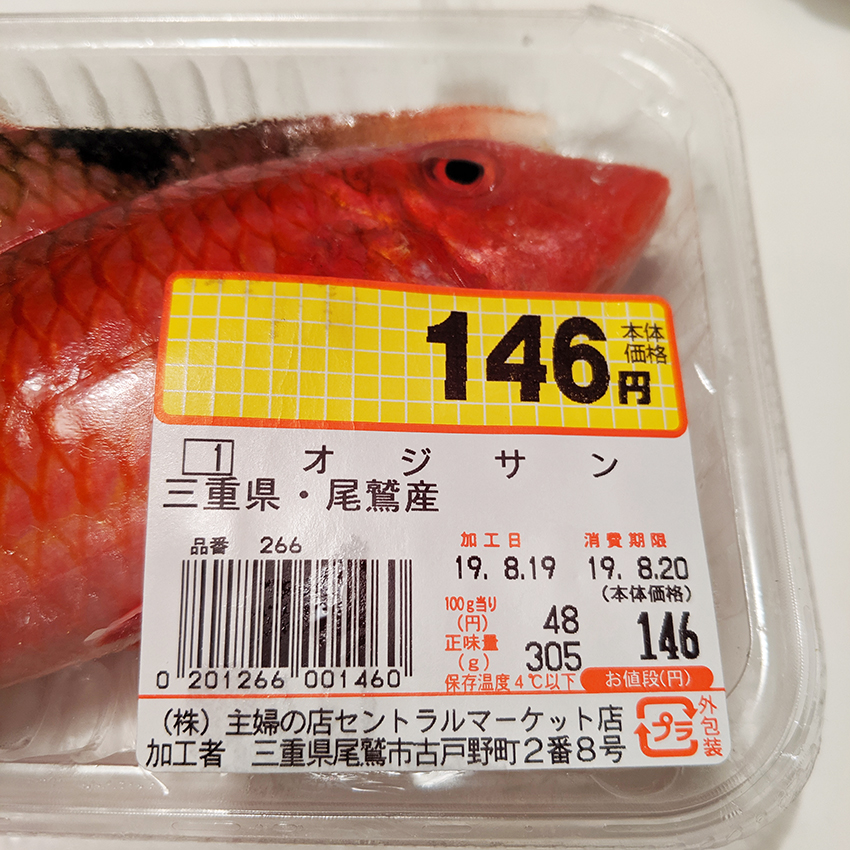 146円 本体価格
1 オジサン
三重県・尾鷲産
品番 266
加工日 消費期限
19. 8.19 19. 8.20
(本体価格)
100g当り(円) 48 146
正味量(g) 305
保存温度4℃以下 お値段(円)
0 201266 001460
(株)主婦の店セントラルマーケット店
加工者 三重県尾鷲市古戸野町2番8号
プラ 外包装